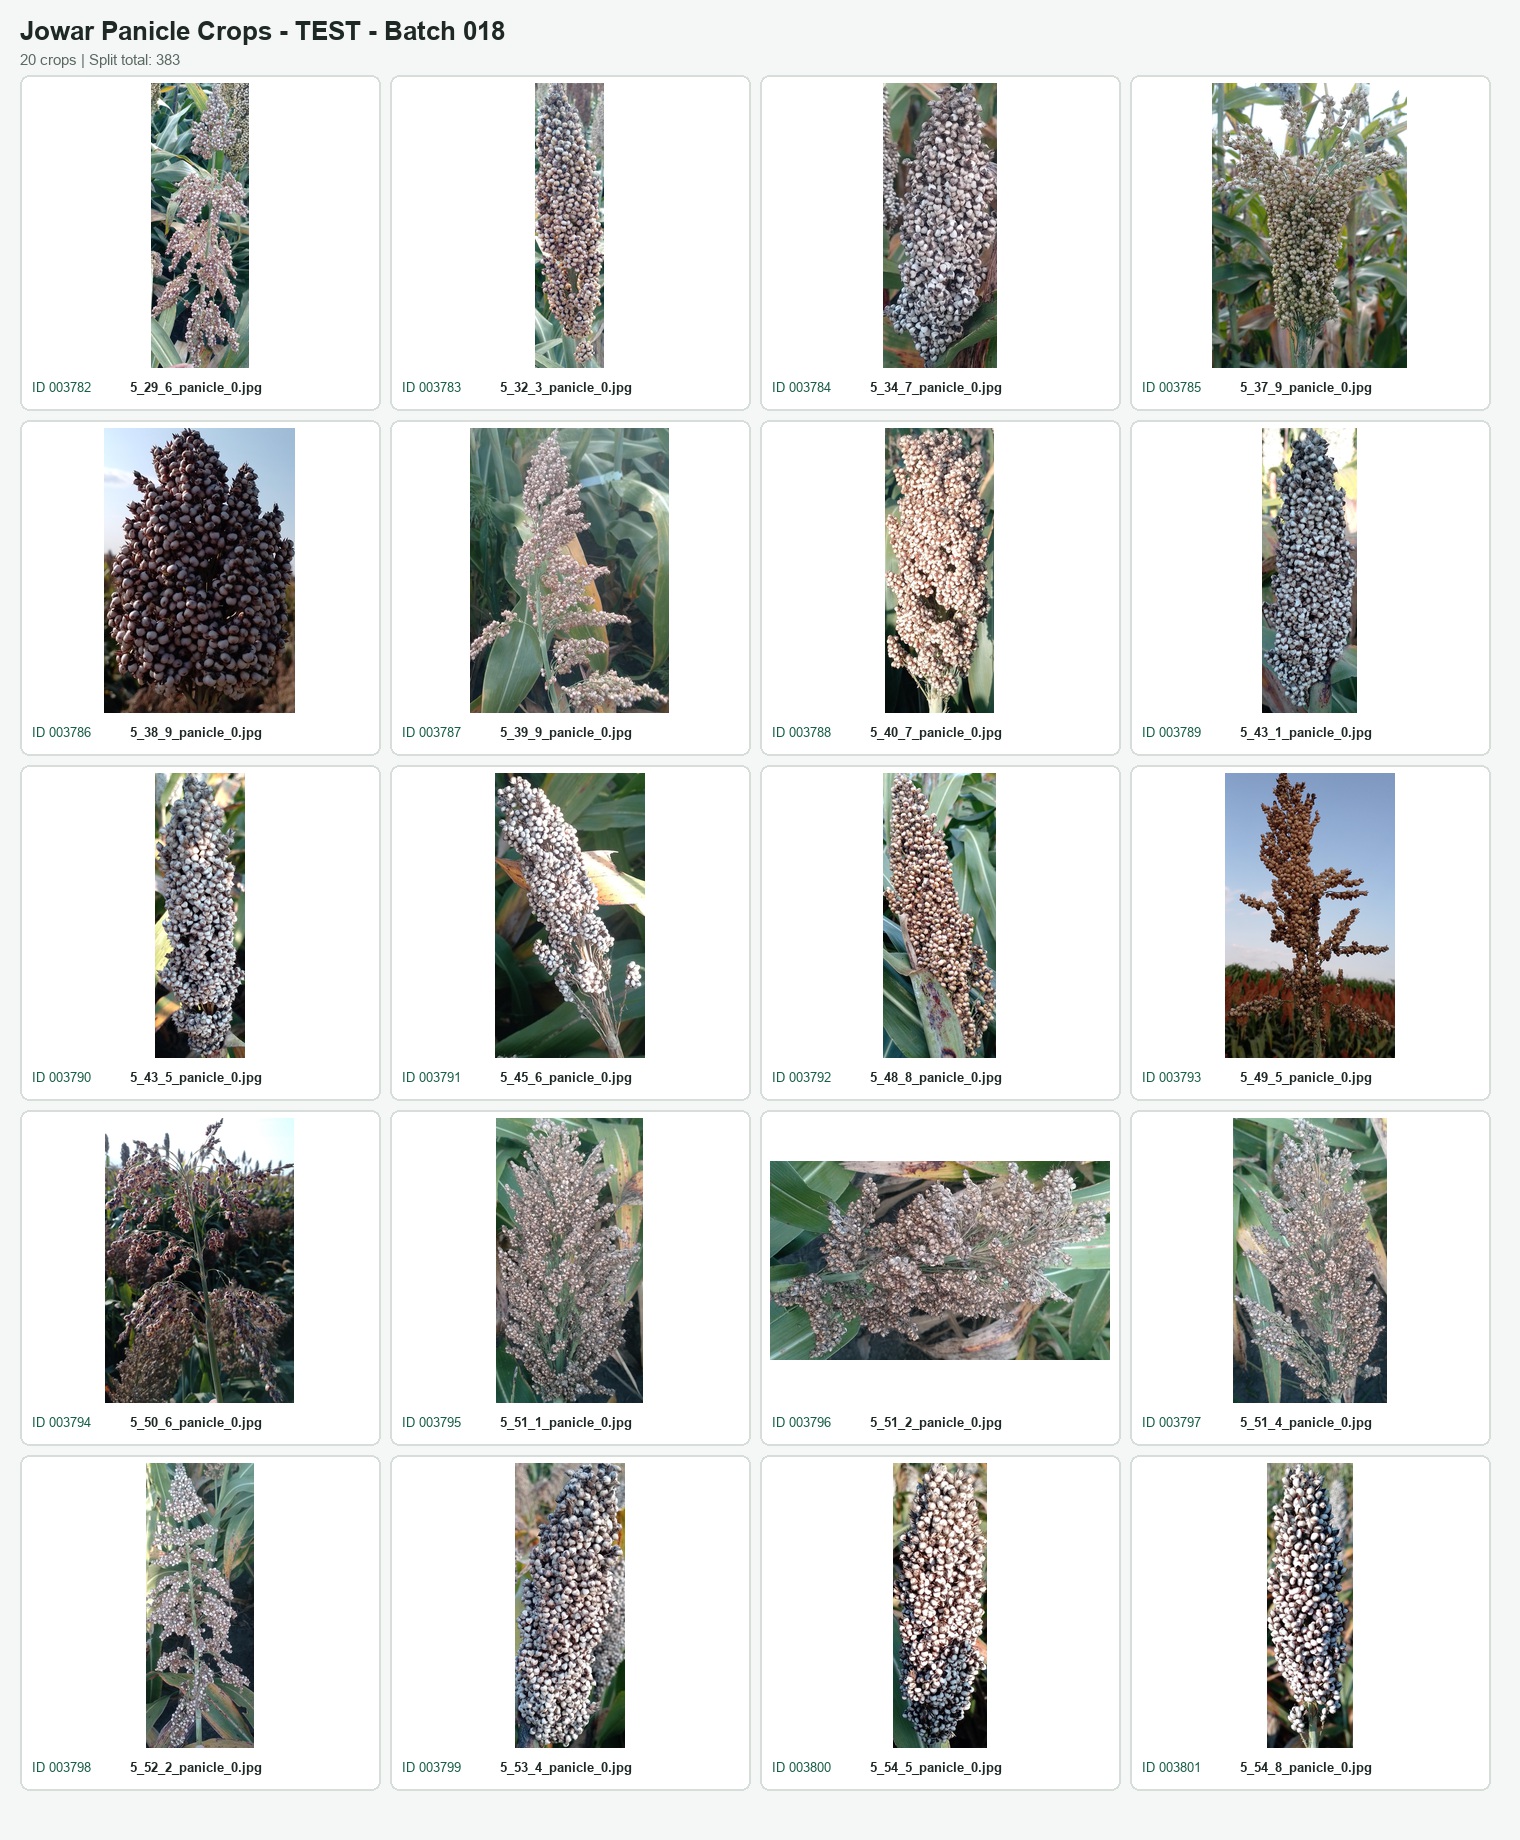 Jowar Panicle Crops - TEST - Batch 018
20 crops | Split total: 383
ID 003782 5_29_6_panicle_0.jpg
ID 003783 5_32_3_panicle_0.jpg
ID 003784 5_34_7_panicle_0.jpg
ID 003785 5_37_9_panicle_0.jpg
ID 003786 5_38_9_panicle_0.jpg
ID 003787 5_39_9_panicle_0.jpg
ID 003788 5_40_7_panicle_0.jpg
ID 003789 5_43_1_panicle_0.jpg
ID 003790 5_43_5_panicle_0.jpg
ID 003791 5_45_6_panicle_0.jpg
ID 003792 5_48_8_panicle_0.jpg
ID 003793 5_49_5_panicle_0.jpg
ID 003794 5_50_6_panicle_0.jpg
ID 003795 5_51_1_panicle_0.jpg
ID 003796 5_51_2_panicle_0.jpg
ID 003797 5_51_4_panicle_0.jpg
ID 003798 5_52_2_panicle_0.jpg
ID 003799 5_53_4_panicle_0.jpg
ID 003800 5_54_5_panicle_0.jpg
ID 003801 5_54_8_panicle_0.jpg